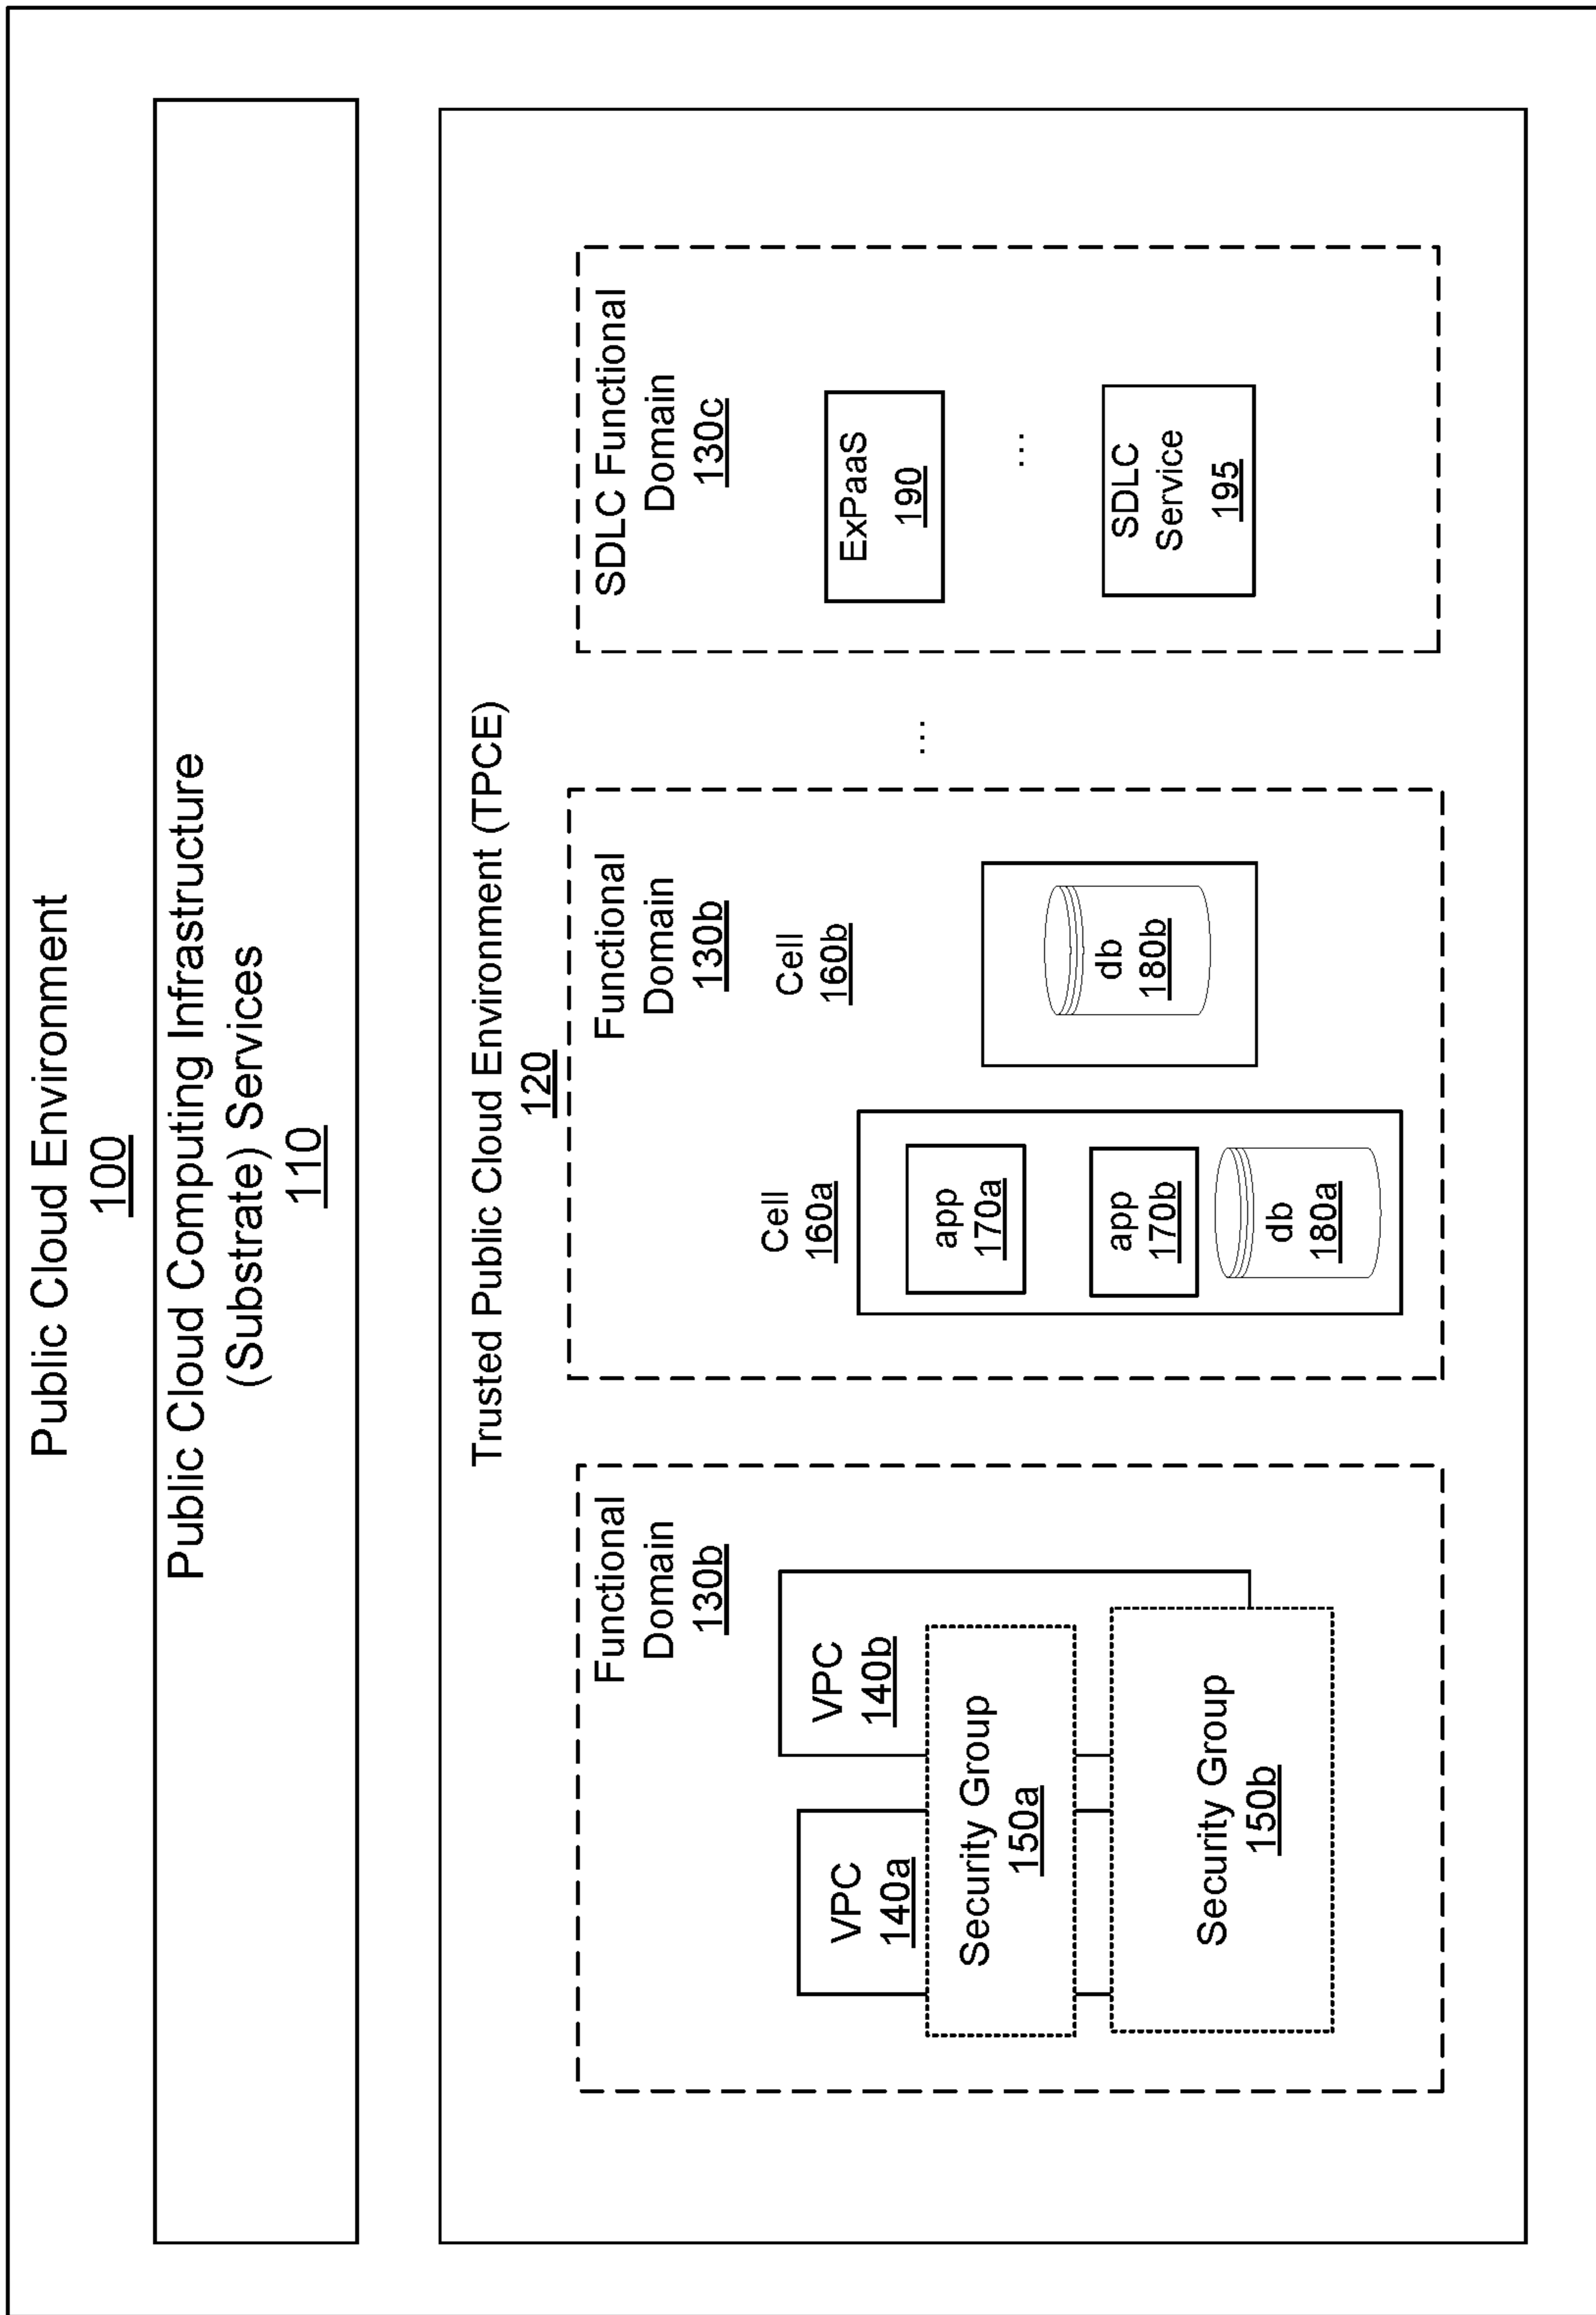 Public Cloud Environment
100
Public Cloud Computing Infrastructure
(Substrate) Services
110
Trusted Public Cloud Environment (TPCE)
120
Functional
Domain
130b
VPC
140a
VPC
140b
Security Group
150a
Security Group
150b
Functional
Domain
130b
Cell
160a
app
170a
app
170b
db
180a
Cell
160b
db
180b
...
SDLC Functional
Domain
130c
ExPaaS
190
...
SDLC
Service
195